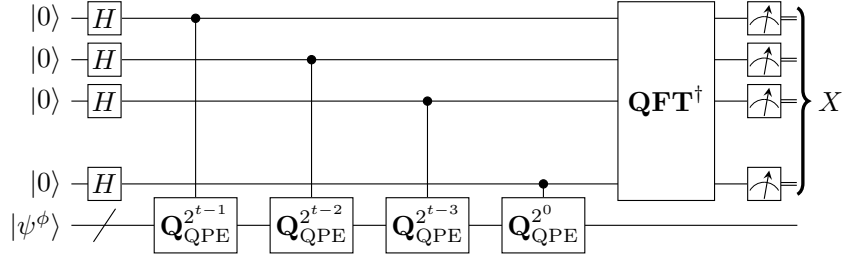 |0⟩ H
|0⟩ H
|0⟩ H QFT† X
|0⟩ H
|ψ^ϕ⟩ Q_QPE^{2^{t−1}} Q_QPE^{2^{t−2}} Q_QPE^{2^{t−3}} Q_QPE^{2^0}